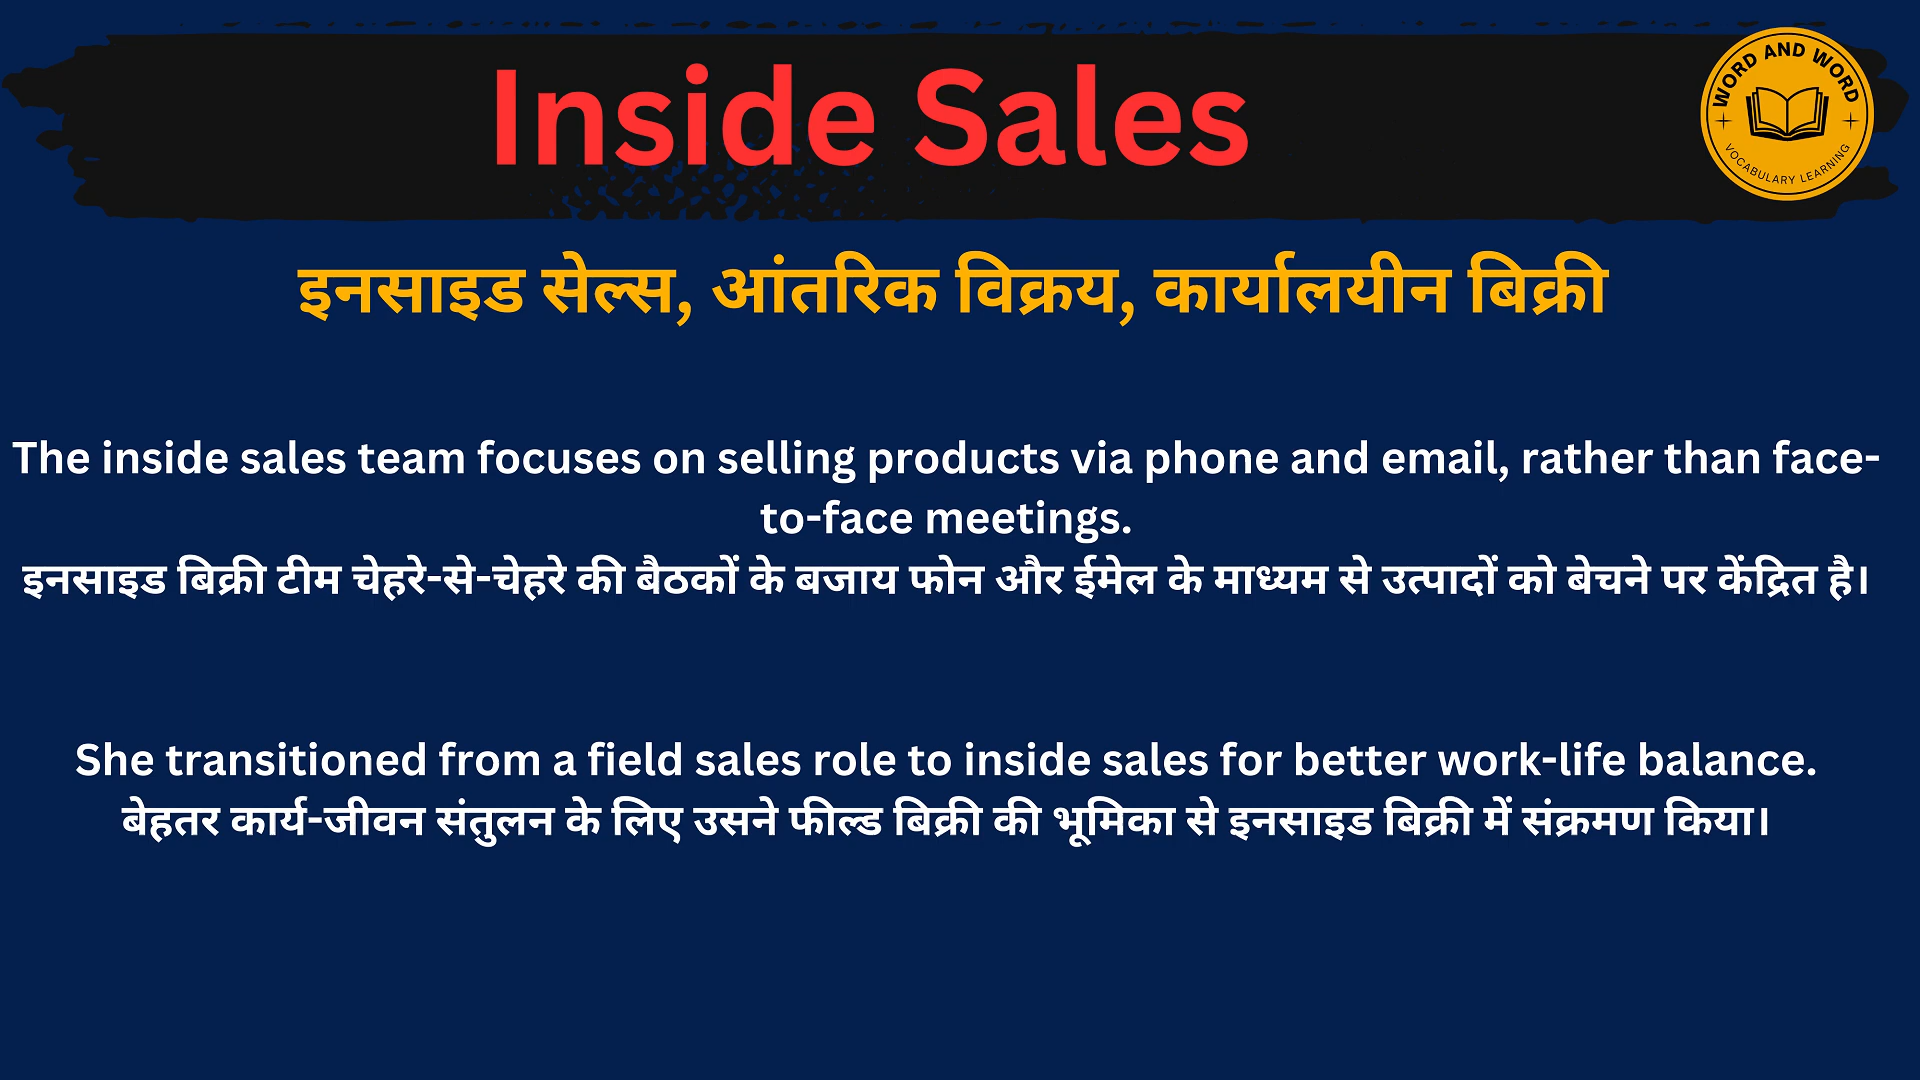 Inside Sales
WORD AND WORD
VOCABULARY LEARNING
इनसाइड सेल्स, आंतरिक विक्रय, कार्यालयीन बिक्री
The inside sales team focuses on selling products via phone and email, rather than face-
to-face meetings.
इनसाइड बिक्री टीम चेहरे-से-चेहरे की बैठकों के बजाय फोन और ईमेल के माध्यम से उत्पादों को बेचने पर केंद्रित है।
She transitioned from a field sales role to inside sales for better work-life balance.
बेहतर कार्य-जीवन संतुलन के लिए उसने फील्ड बिक्री की भूमिका से इनसाइड बिक्री में संक्रमण किया।